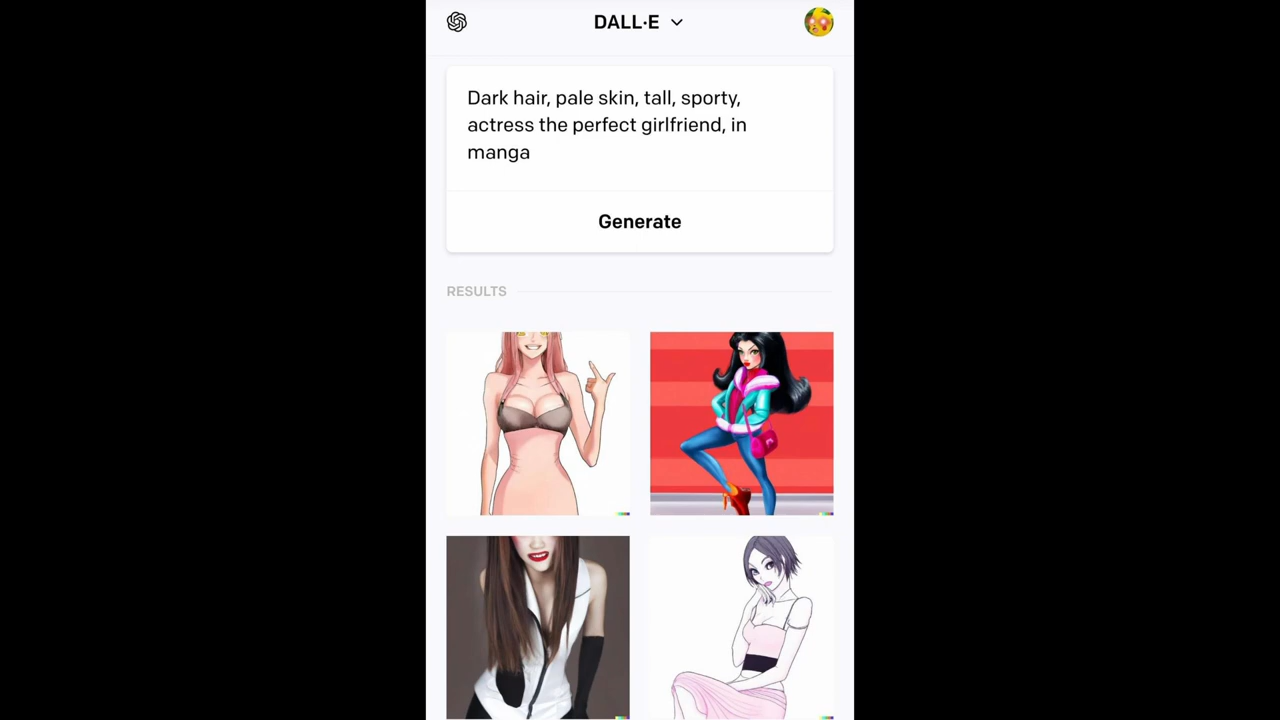 DALL·E
Dark hair, pale skin, tall, sporty,
actress the perfect girlfriend, in
manga
Generate
RESULTS